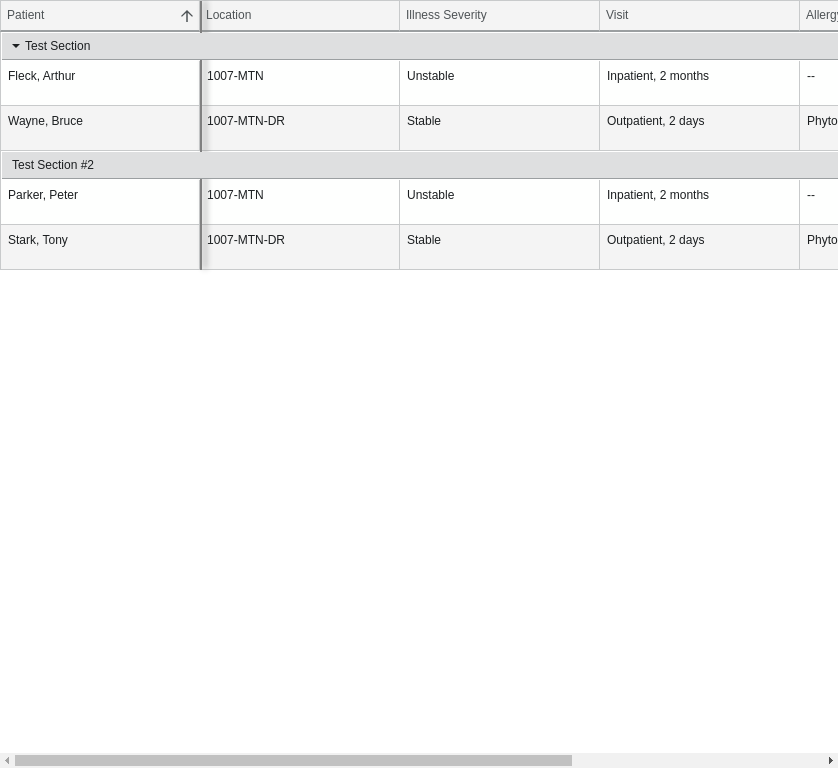 Patient Location Illness Severity Visit Allergy
Test Section
Fleck, Arthur 1007-MTN Unstable Inpatient, 2 months --
Wayne, Bruce 1007-MTN-DR Stable Outpatient, 2 days Phyto
Test Section #2
Parker, Peter 1007-MTN Unstable Inpatient, 2 months --
Stark, Tony 1007-MTN-DR Stable Outpatient, 2 days Phyto